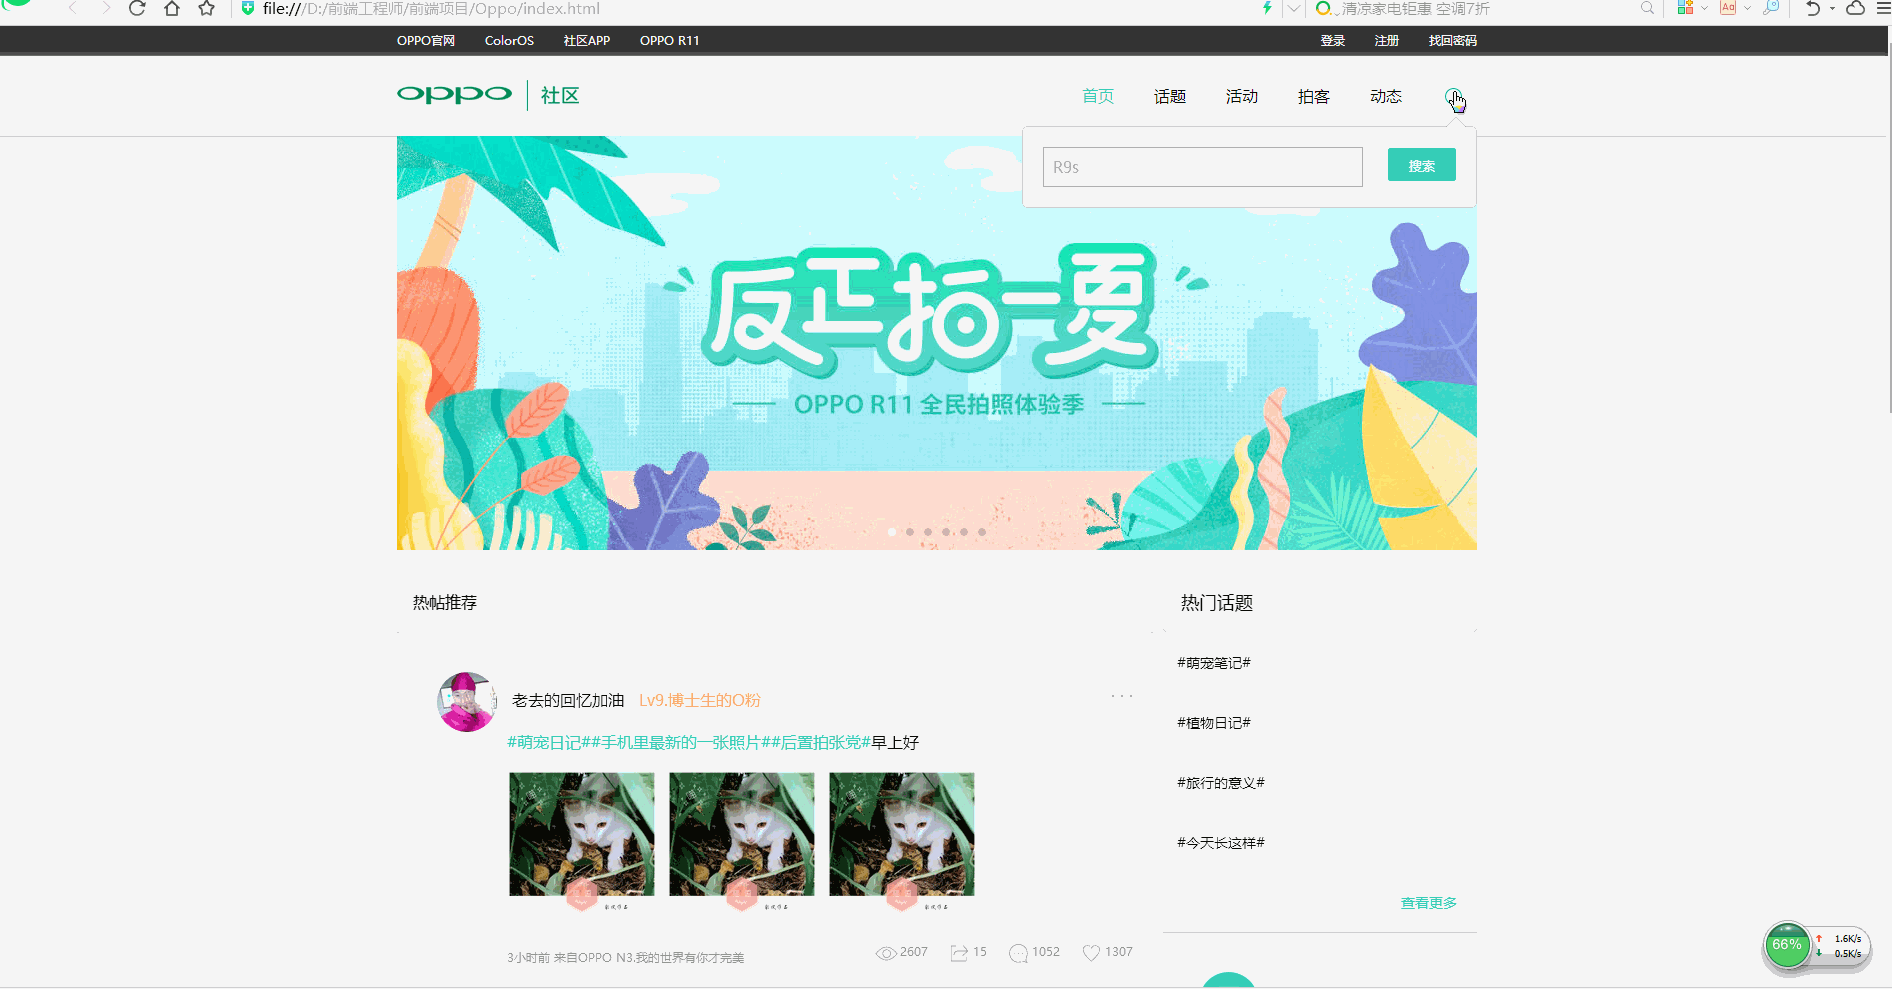 file:///D:/前端工程师/前端项目/Oppo/index.html
清凉家电钜惠 空调7折
OPPO官网 ColorOS 社区APP OPPO R11 登录 注册 找回密码
oppo 社区 首页 话题 活动 拍客 动态
R9s 搜索
反正拍一夏
OPPO R11 全民拍照体验季
热帖推荐
老去的回忆加油 Lv9.博士生的O粉 ...
#萌宠日记##手机里最新的一张照片##后置拍张党#早上好
3小时前 来自OPPO N3.我的世界有你才完美 2607 15 1052 1307
热门话题
#萌宠笔记#
#植物日记#
#旅行的意义#
#今天长这样#
查看更多
66% 1.6K/s
0.5K/s